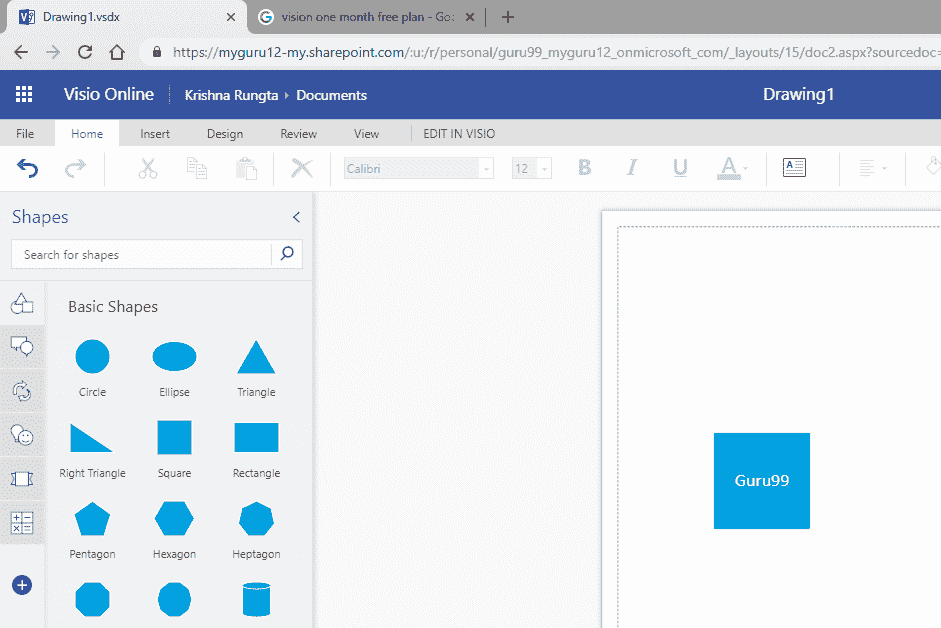 Drawing1.vsdx
vision one month free plan - Go
https://myguru12-my.sharepoint.com/:u:/r/personal/guru99_myguru12_onmicrosoft_com/_layouts/15/doc2.aspx?sourcedoc=
Visio Online Krishna Rungta › Documents Drawing1
File Home Insert Design Review View EDIT IN VISIO
Calibri 12 B I U A A
Shapes
Search for shapes
Basic Shapes
Circle Ellipse Triangle
Right Triangle Square Rectangle
Pentagon Hexagon Heptagon
Guru99